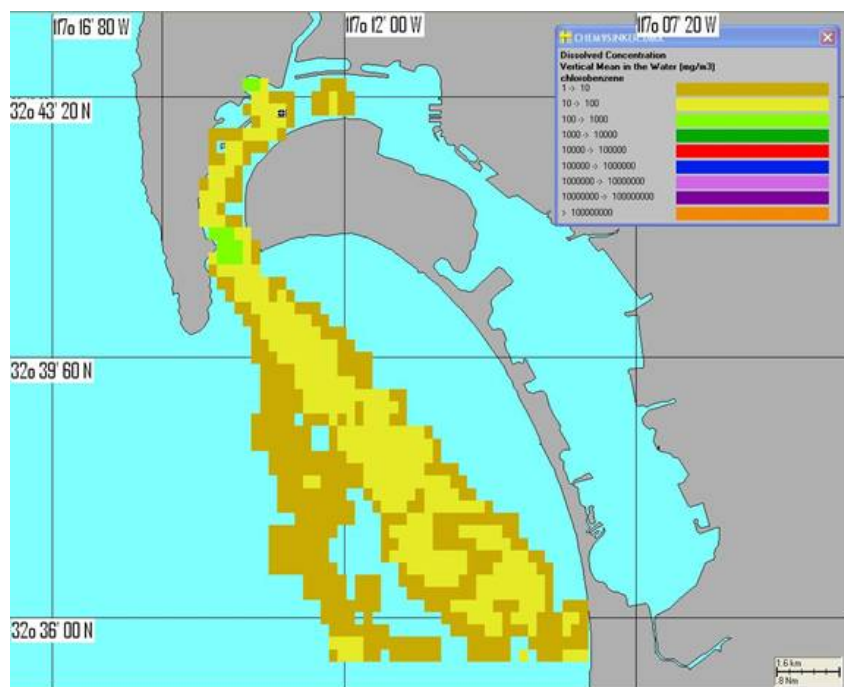 117o 16' 80 W
117o 12' 00 W
117o 07' 20 W
Dissolved Concentration
Vertical Mean in the Water (mg/m3)
chlorobenzene
1 -> 10
10 -> 100
100 -> 1000
1000 -> 10000
10000 -> 100000
100000 -> 1000000
1000000 -> 10000000
10000000 -> 100000000
> 100000000
32o 43' 20 N
32o 39' 60 N
32o 36' 00 N
1.6 km
.8 Nm